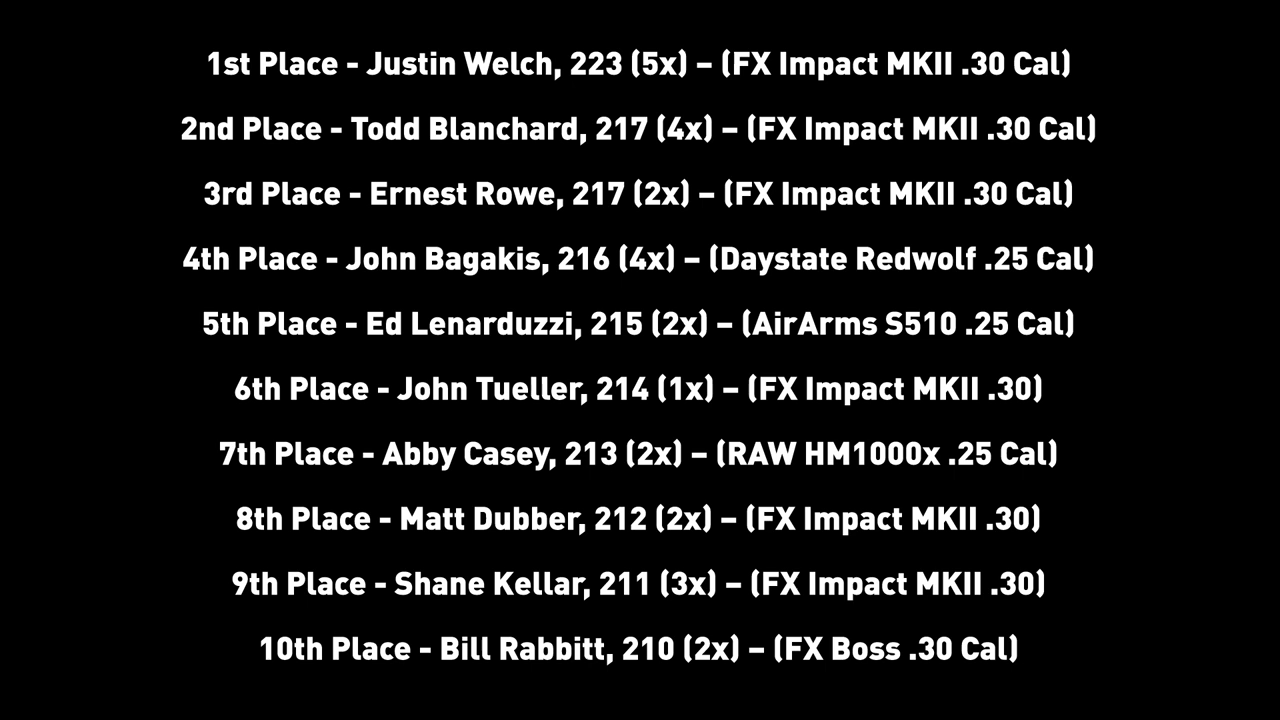 1st Place - Justin Welch, 223 (5x) – (FX Impact MKII .30 Cal)
2nd Place - Todd Blanchard, 217 (4x) – (FX Impact MKII .30 Cal)
3rd Place - Ernest Rowe, 217 (2x) – (FX Impact MKII .30 Cal)
4th Place - John Bagakis, 216 (4x) – (Daystate Redwolf .25 Cal)
5th Place - Ed Lenarduzzi, 215 (2x) – (AirArms S510 .25 Cal)
6th Place - John Tueller, 214 (1x) – (FX Impact MKII .30)
7th Place - Abby Casey, 213 (2x) – (RAW HM1000x .25 Cal)
8th Place - Matt Dubber, 212 (2x) – (FX Impact MKII .30)
9th Place - Shane Kellar, 211 (3x) – (FX Impact MKII .30)
10th Place - Bill Rabbitt, 210 (2x) – (FX Boss .30 Cal)